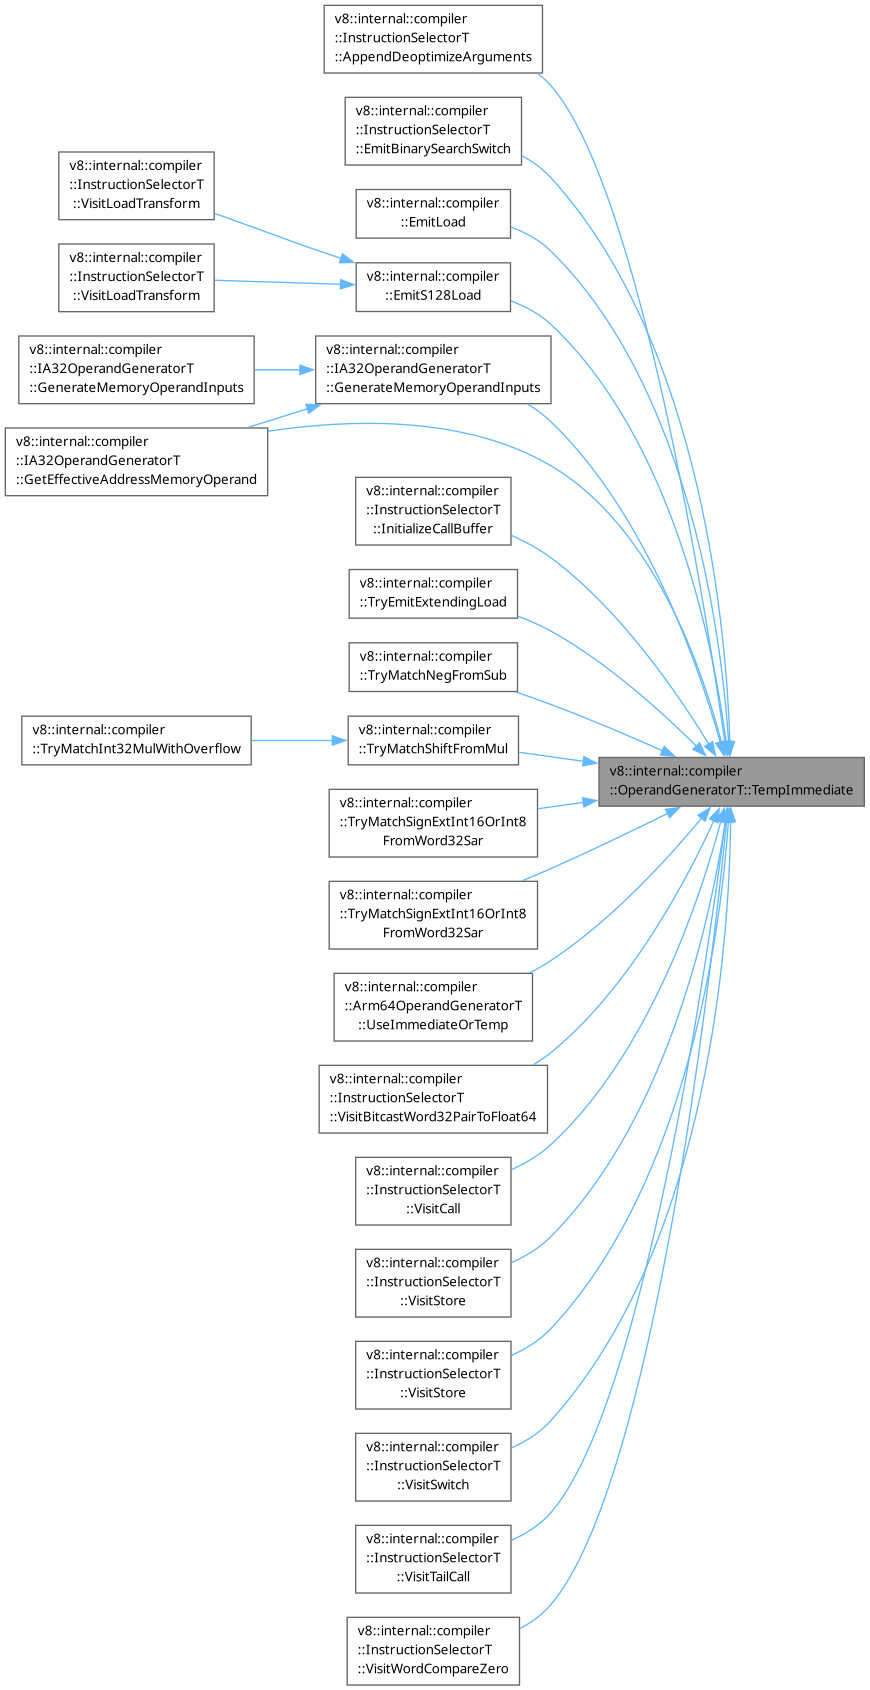 v8::internal::compiler
::InstructionSelectorT
::AppendDeoptimizeArguments
v8::internal::compiler
::InstructionSelectorT
::EmitBinarySearchSwitch
v8::internal::compiler
::InstructionSelectorT
::VisitLoadTransform
v8::internal::compiler
::EmitLoad
v8::internal::compiler
::InstructionSelectorT
::VisitLoadTransform
v8::internal::compiler
::EmitS128Load
v8::internal::compiler
::IA32OperandGeneratorT
::GenerateMemoryOperandInputs
v8::internal::compiler
::IA32OperandGeneratorT
::GenerateMemoryOperandInputs
v8::internal::compiler
::IA32OperandGeneratorT
::GetEffectiveAddressMemoryOperand
v8::internal::compiler
::InstructionSelectorT
::InitializeCallBuffer
v8::internal::compiler
::TryEmitExtendingLoad
v8::internal::compiler
::TryMatchNegFromSub
v8::internal::compiler
::TryMatchInt32MulWithOverflow
v8::internal::compiler
::TryMatchShiftFromMul
v8::internal::compiler
::OperandGeneratorT::TempImmediate
v8::internal::compiler
::TryMatchSignExtInt16OrInt8
FromWord32Sar
v8::internal::compiler
::TryMatchSignExtInt16OrInt8
FromWord32Sar
v8::internal::compiler
::Arm64OperandGeneratorT
::UseImmediateOrTemp
v8::internal::compiler
::InstructionSelectorT
::VisitBitcastWord32PairToFloat64
v8::internal::compiler
::InstructionSelectorT
::VisitCall
v8::internal::compiler
::InstructionSelectorT
::VisitStore
v8::internal::compiler
::InstructionSelectorT
::VisitStore
v8::internal::compiler
::InstructionSelectorT
::VisitSwitch
v8::internal::compiler
::InstructionSelectorT
::VisitTailCall
v8::internal::compiler
::InstructionSelectorT
::VisitWordCompareZero